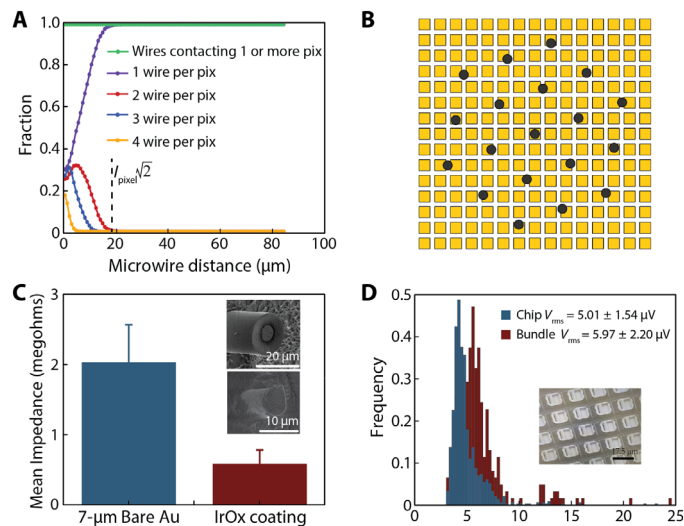 A
1.0
0.8
0.6
0.4
0.2
0
Fraction
Wires contacting 1 or more pix
1 wire per pix
2 wire per pix
3 wire per pix
4 wire per pix
lpixel√2
0 20 40 60 80 100
Microwire distance (μm)
B
C
3
2
1
0
Mean Impedance (megohms)
20 μm
10 μm
7-μm Bare Au IrOx coating
D
0.5
0.4
0.3
0.2
0.1
0
Frequency
Chip Vrms = 5.01 ± 1.54 μV
Bundle Vrms = 5.97 ± 2.20 μV
17.5 μm
0 5 10 15 20 25